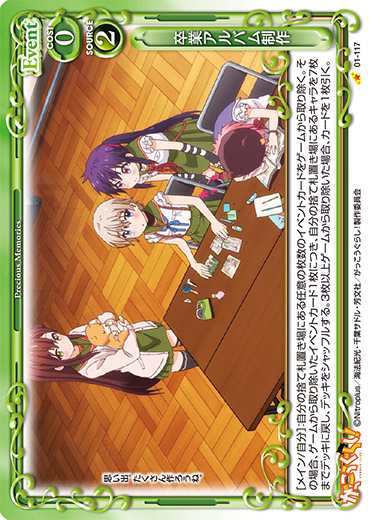 Event
COST
0
SOURCE
2
卒業アルバム制作
01-117
Precious Memories
思い出。たくさん作ろうね。
[メイン/自分]:自分の捨て札置き場にある任意の枚数のイベントカードをゲームから取り除く。そ
の場合、ゲームから取り除いたイベントカード1枚につき、自分の捨て札置き場にあるキャラを7枚
までデッキに戻し、デッキをシャッフルする。3枚以上ゲームから取り除いた場合、カードを1枚引く。
がっこうぐらし!
©Nitroplus/海法紀光・千葉サドル・芳文社/がっこうぐらし!製作委員会